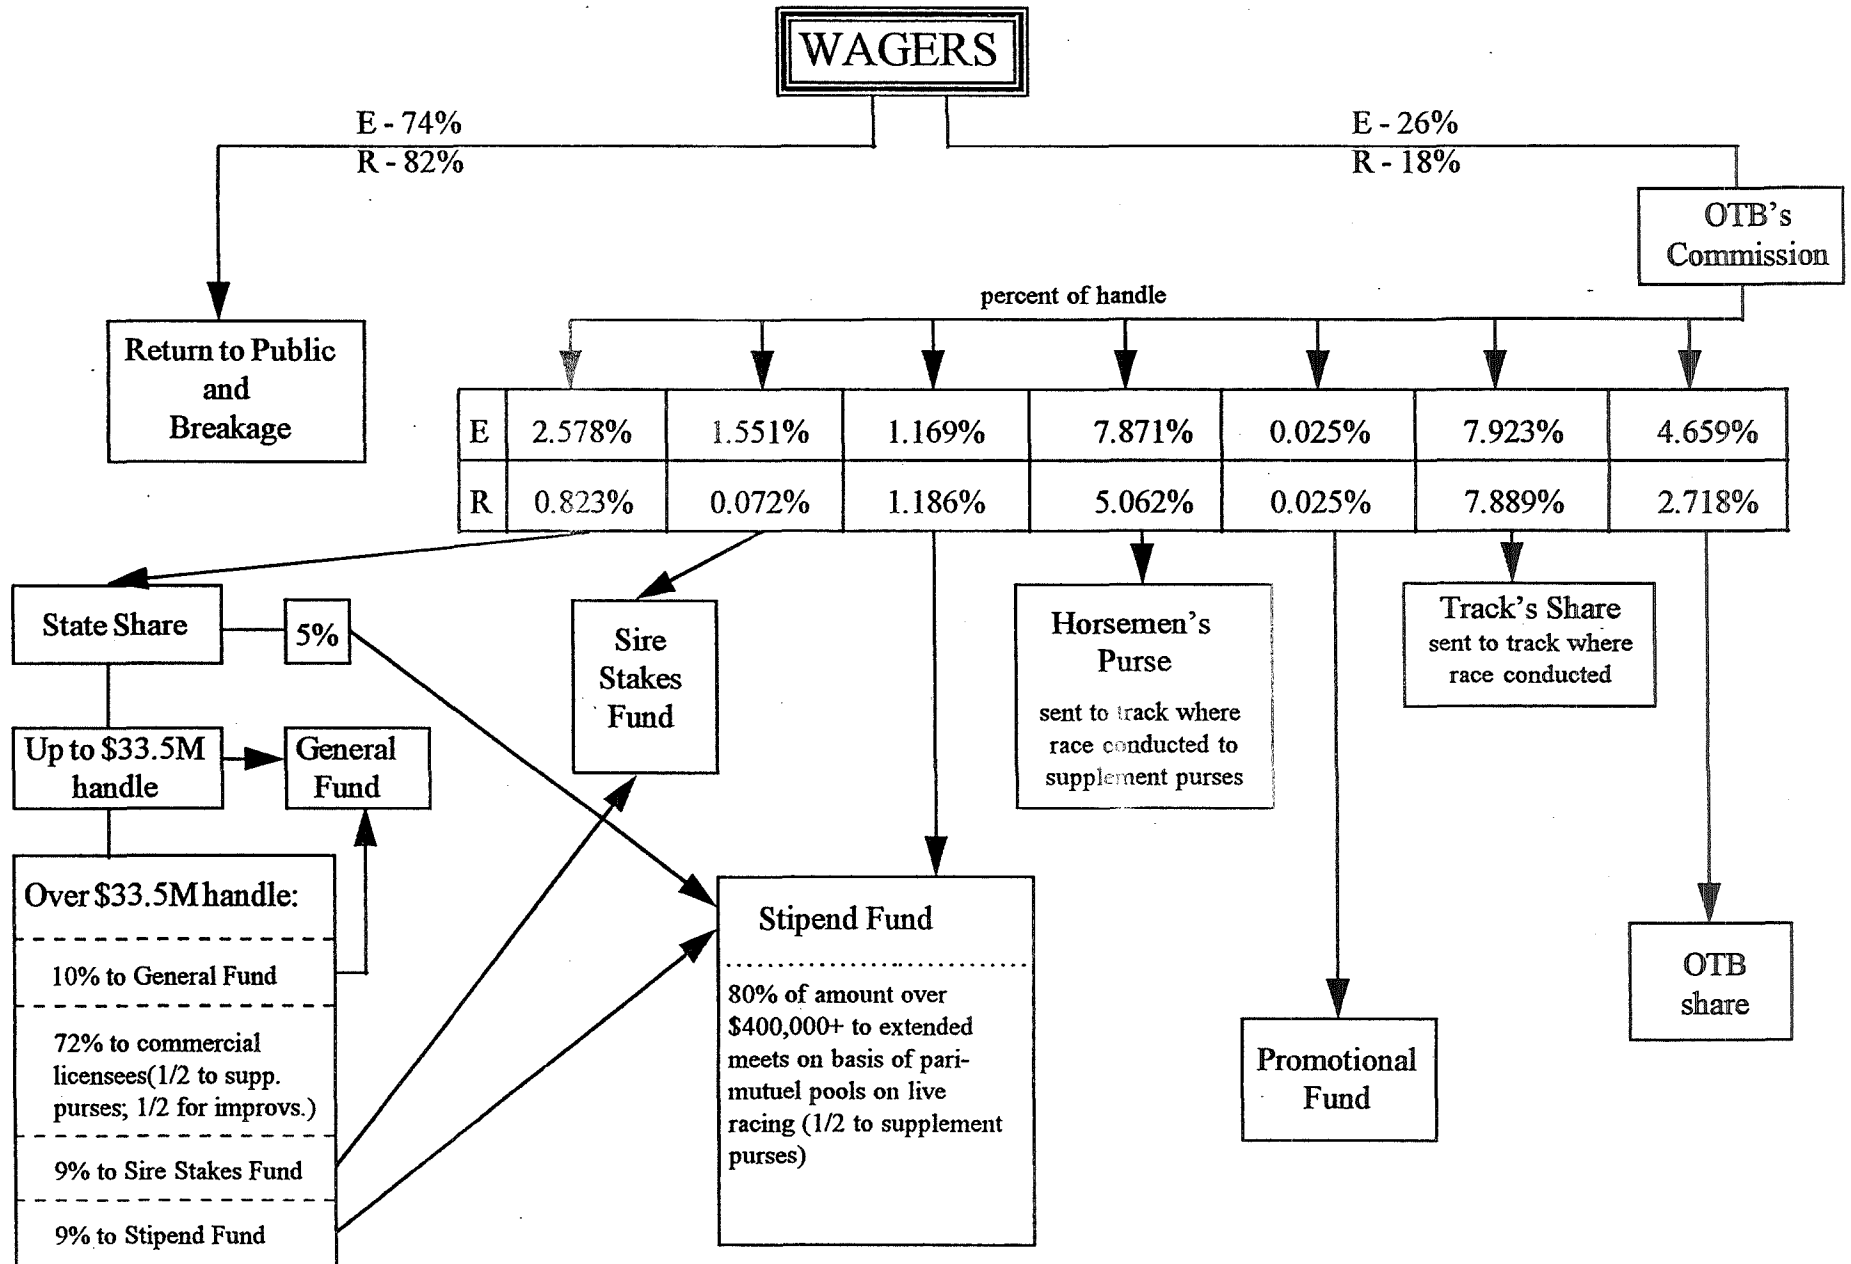 WAGERS
E - 74%
R - 82%
E - 26%
R - 18%
OTB's
Commission
percent of handle
Return to Public
and
Breakage
E 2.578% 1.551% 1.169% 7.871% 0.025% 7.923% 4.659%
R 0.823% 0.072% 1.186% 5.062% 0.025% 7.889% 2.718%
State Share
5%
Up to $33.5M
handle
General
Fund
Over $33.5M handle:
10% to General Fund
72% to commercial
licensees(1/2 to supp.
purses; 1/2 for improvs.)
9% to Sire Stakes Fund
9% to Stipend Fund
Sire
Stakes
Fund
Stipend Fund
80% of amount over
$400,000+ to extended
meets on basis of pari-
mutuel pools on live
racing (1/2 to supplement
purses)
Horsemen's
Purse
sent to track where
race conducted to
supplement purses
Promotional
Fund
Track's Share
sent to track where
race conducted
OTB
share